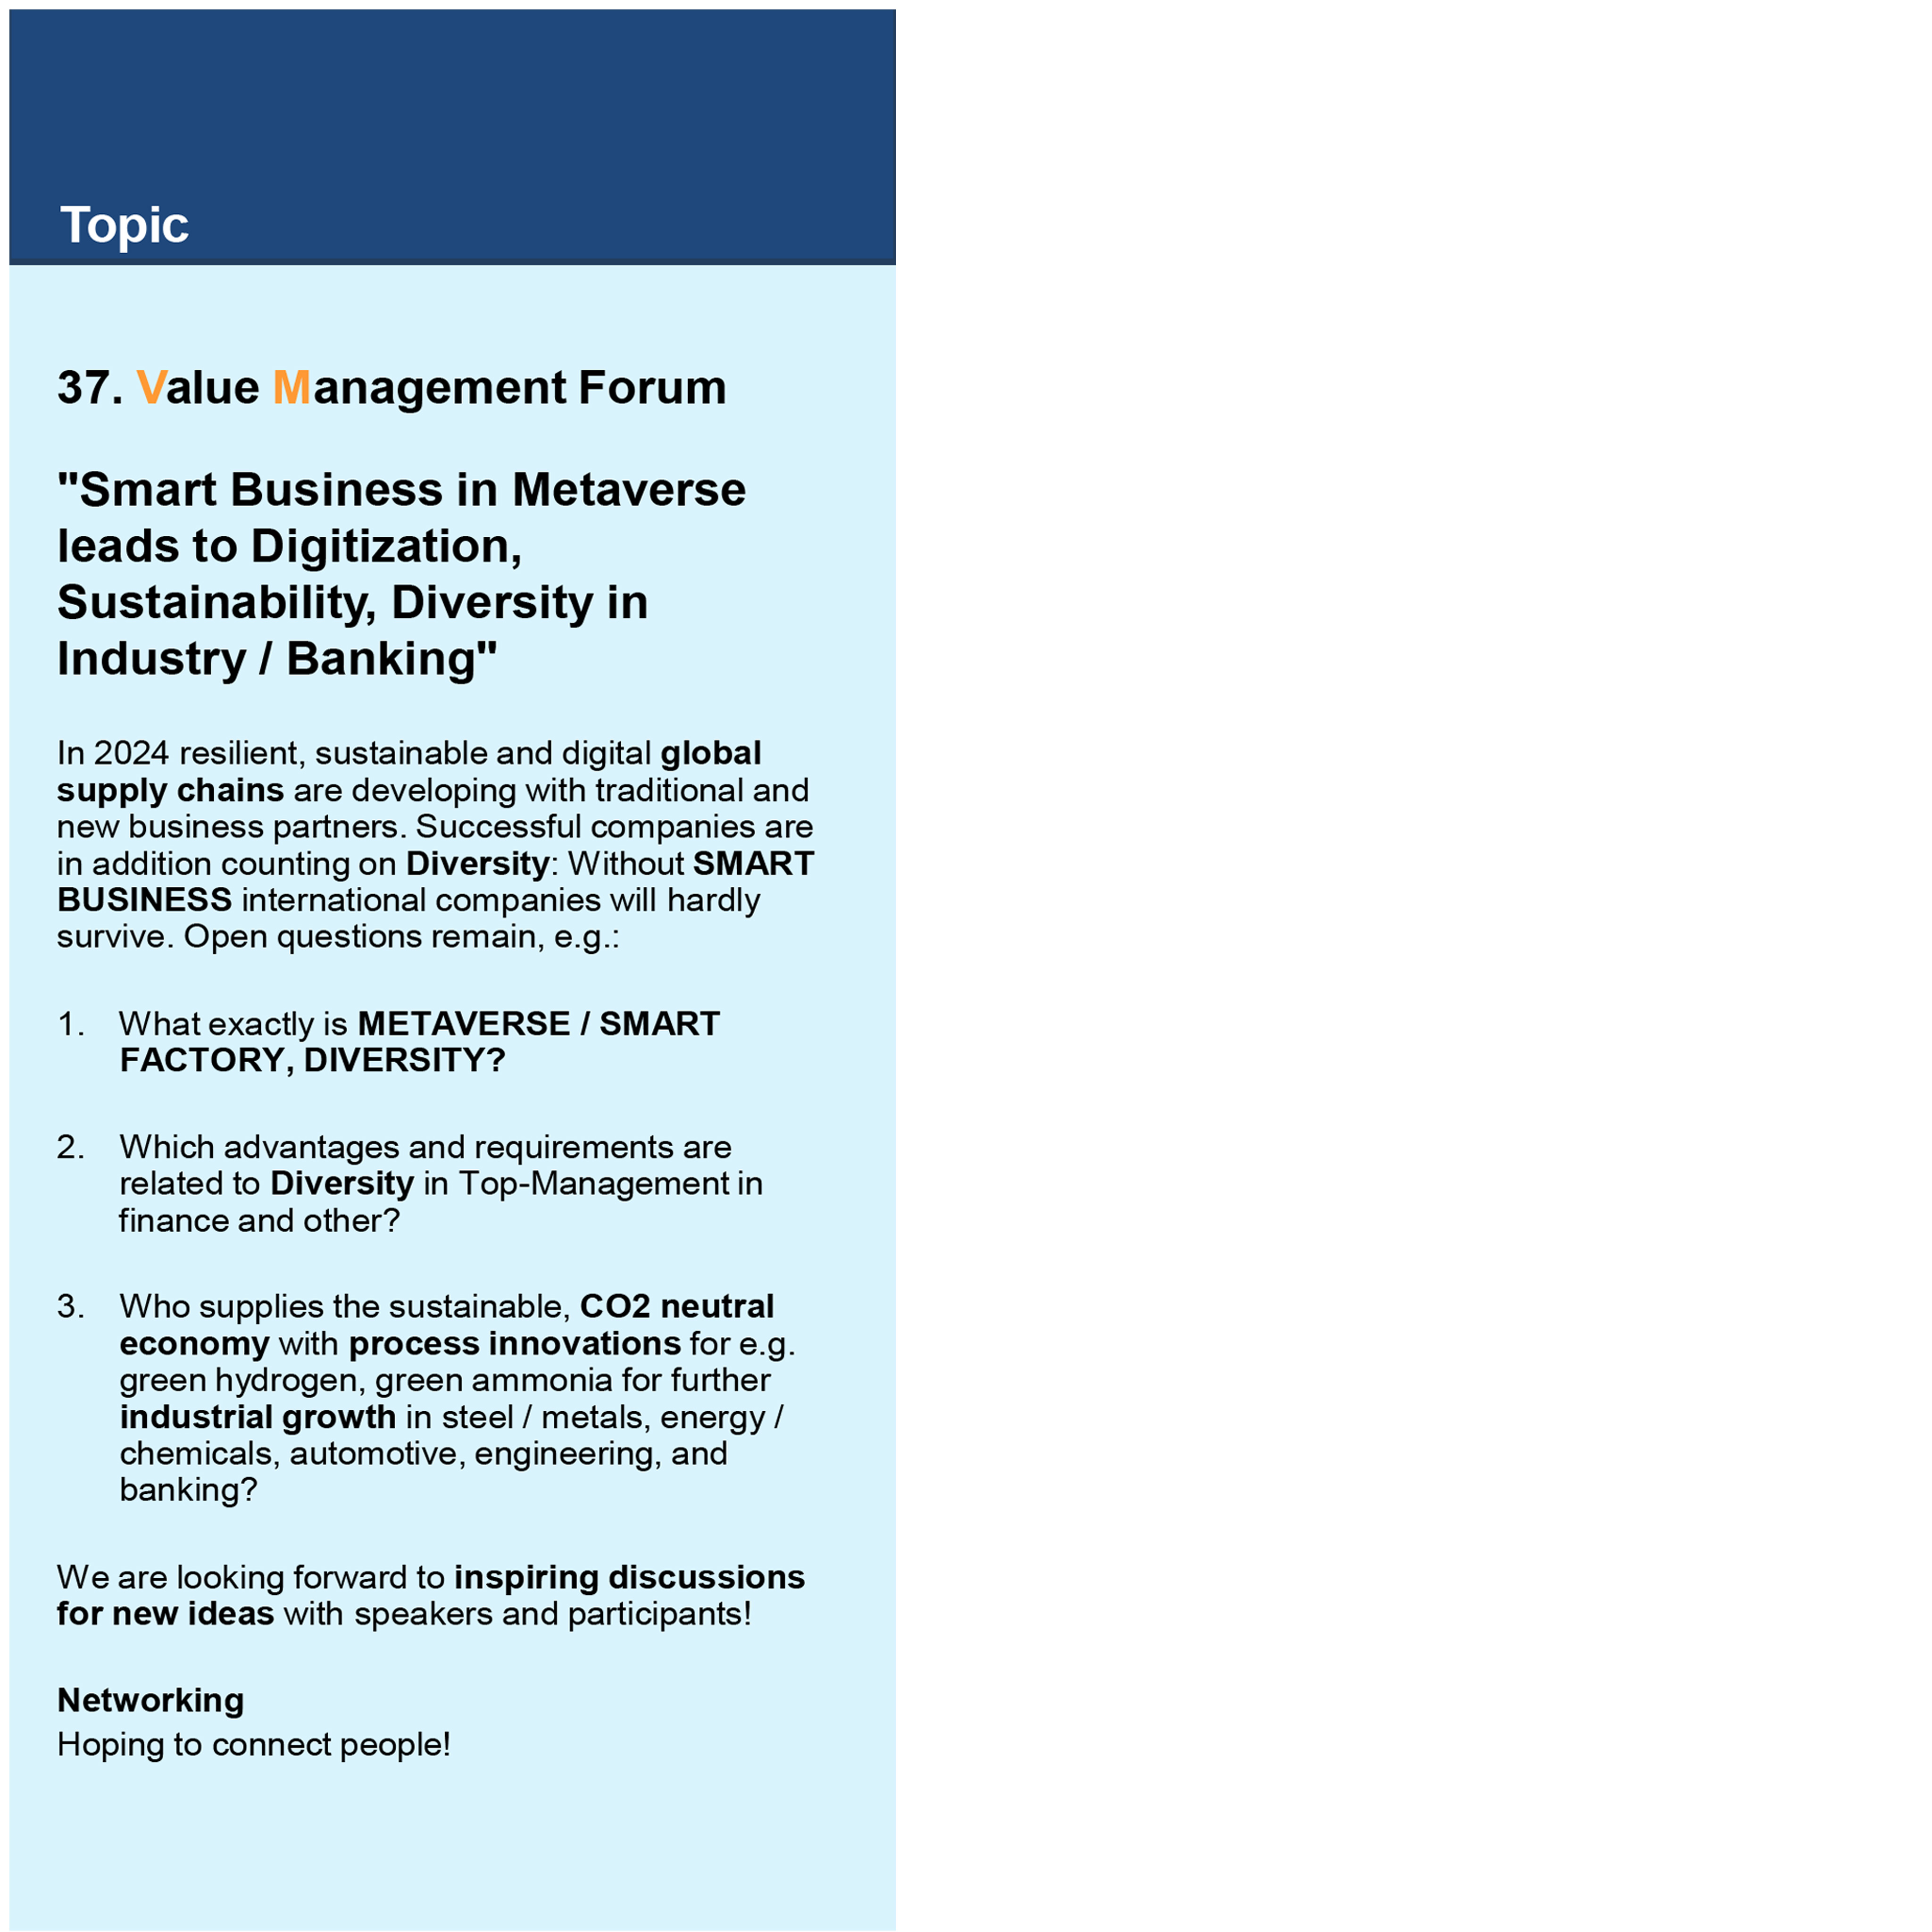 Topic
37. Value Management Forum
"Smart Business in Metaverse
leads to Digitization,
Sustainability, Diversity in
Industry / Banking"
In 2024 resilient, sustainable and digital global
supply chains are developing with traditional and
new business partners. Successful companies are
in addition counting on Diversity: Without SMART
BUSINESS international companies will hardly
survive. Open questions remain, e.g.:
1. What exactly is METAVERSE / SMART
FACTORY, DIVERSITY?
2. Which advantages and requirements are
related to Diversity in Top-Management in
finance and other?
3. Who supplies the sustainable, CO2 neutral
economy with process innovations for e.g.
green hydrogen, green ammonia for further
industrial growth in steel / metals, energy /
chemicals, automotive, engineering, and
banking?
We are looking forward to inspiring discussions
for new ideas with speakers and participants!
Networking
Hoping to connect people!